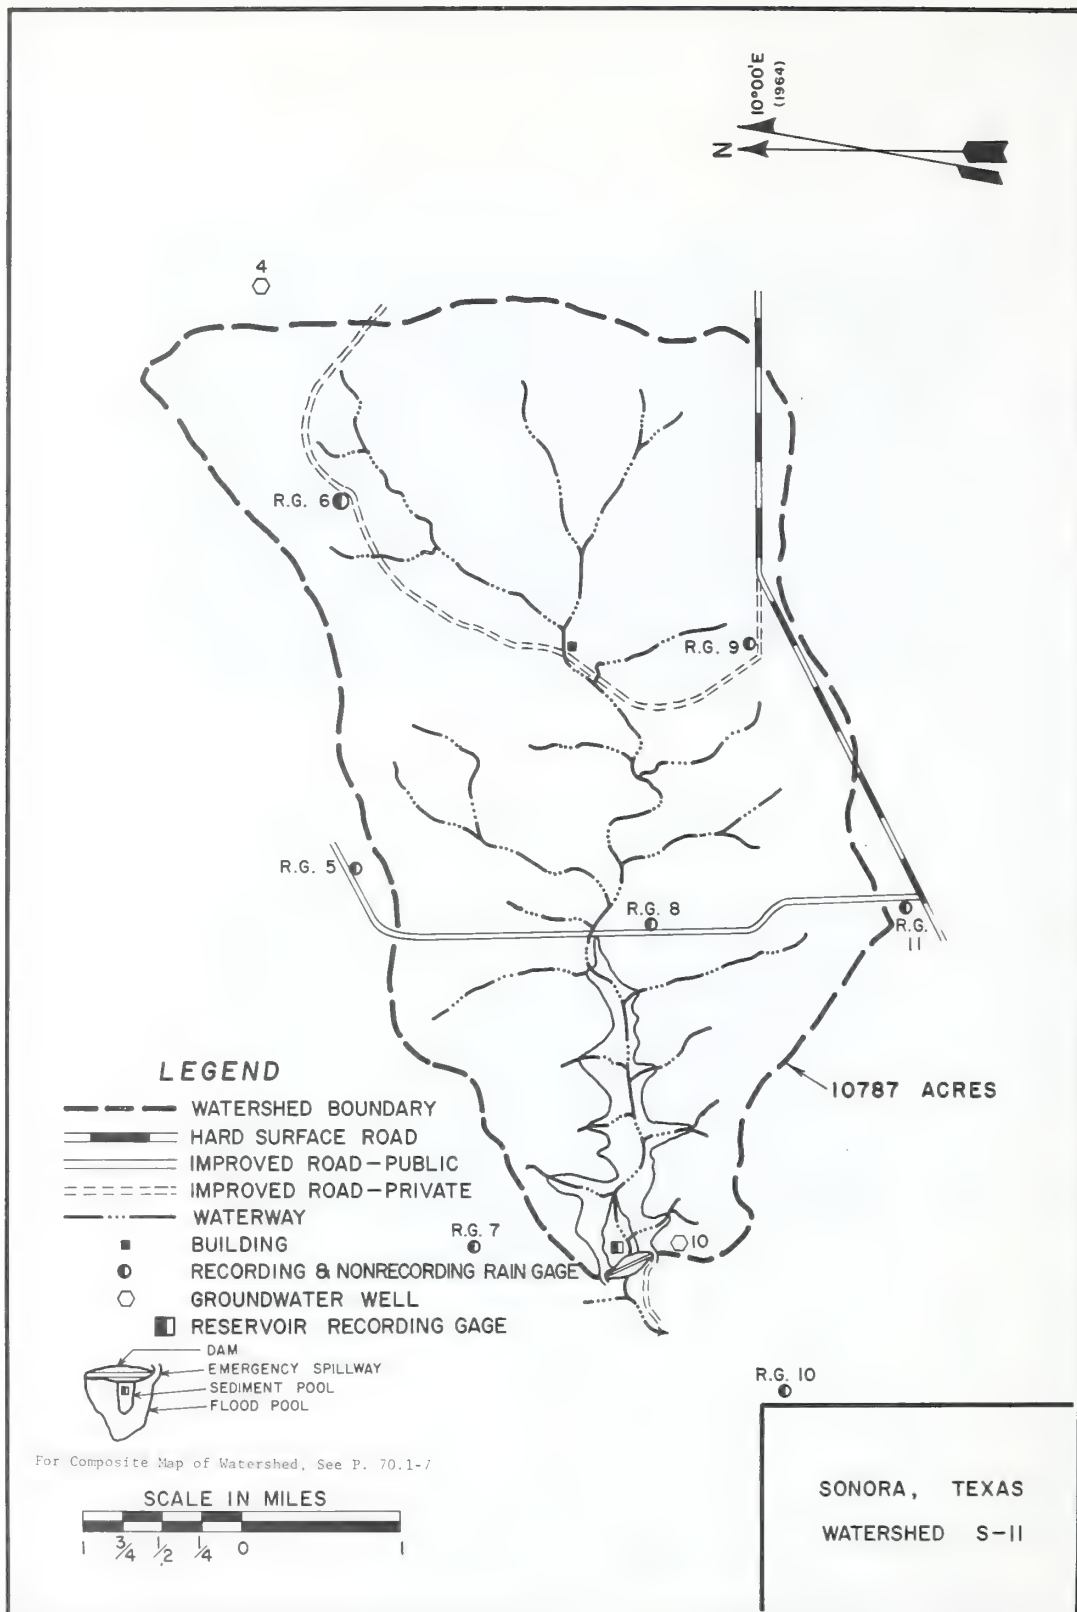 10°00'E
(1964)
N
4
R.G. 6
R.G. 9
R.G. 5
R.G. 8
R.G.
11
LEGEND
10787 ACRES
WATERSHED BOUNDARY
HARD SURFACE ROAD
IMPROVED ROAD-PUBLIC
IMPROVED ROAD-PRIVATE
WATERWAY
BUILDING
R.G. 7
10
RECORDING & NONRECORDING RAIN GAGE
GROUNDWATER WELL
RESERVOIR RECORDING GAGE
DAM
EMERGENCY SPILLWAY
SEDIMENT POOL
FLOOD POOL
R.G. 10
For Composite Map of Watershed, See P. 70.1-7
SCALE IN MILES
1 3/4 1/2 1/4 0 1
SONORA, TEXAS
WATERSHED S-11